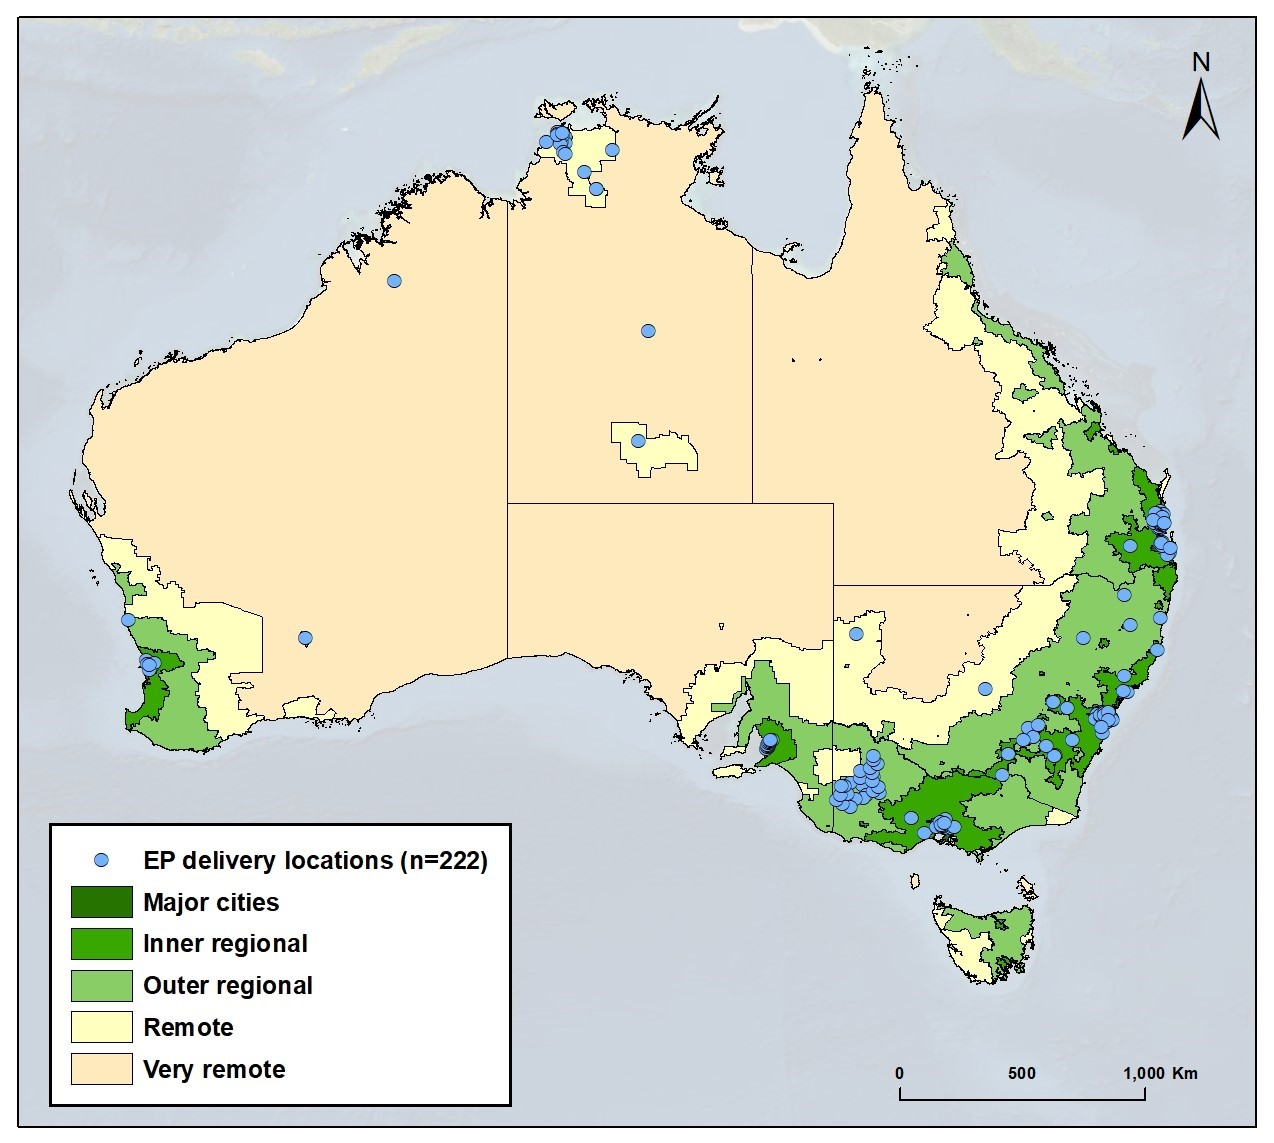 N
EP delivery locations (n=222)
Major cities
Inner regional
Outer regional
Remote
Very remote
0 500 1,000 Km